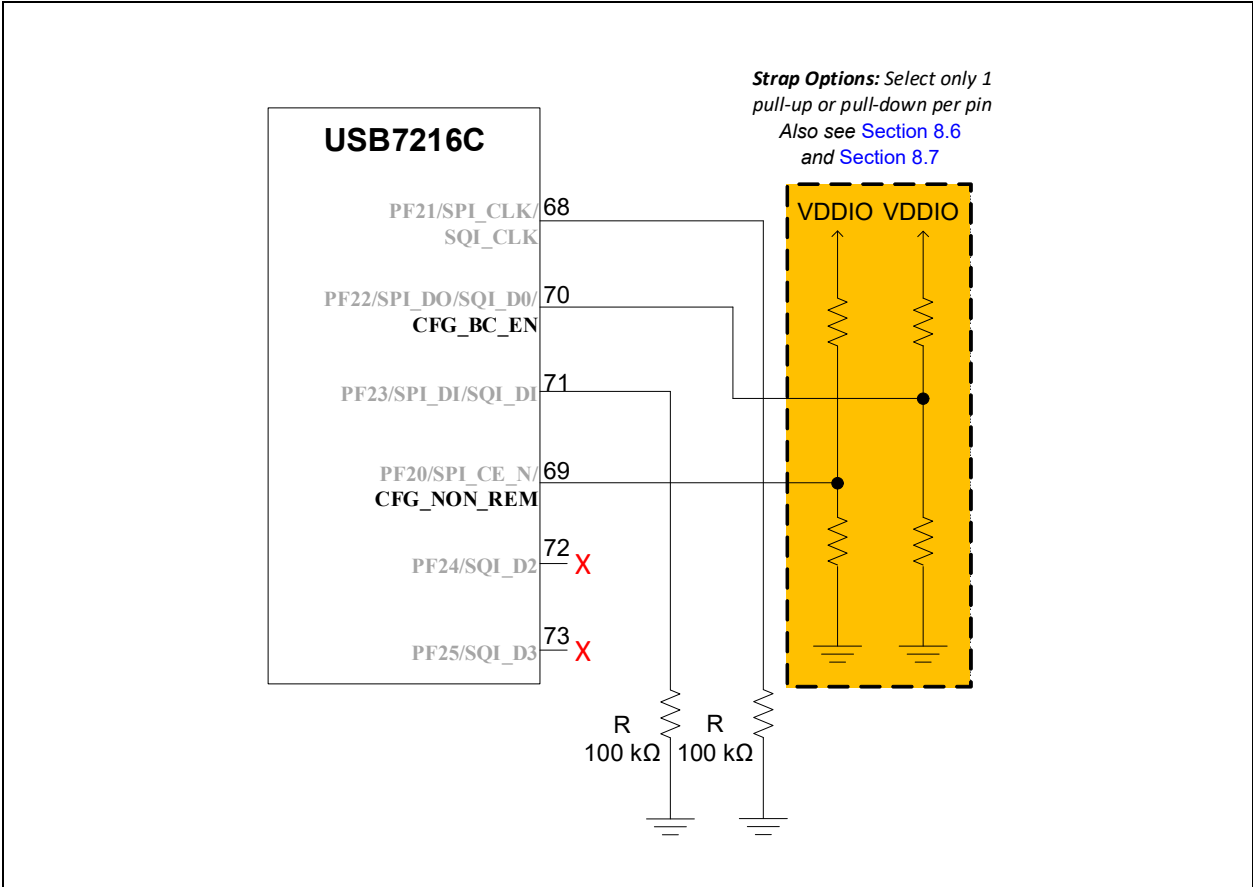 Strap Options: Select only 1
pull-up or pull-down per pin
Also see Section 8.6
and Section 8.7
USB7216C
VDDIO VDDIO
PF21/SPI_CLK/
SQI_CLK
68
PF22/SPI_DO/SQI_D0/
CFG_BC_EN
70
PF23/SPI_DI/SQI_DI
71
PF20/SPI_CE_N/
CFG_NON_REM
69
PF24/SQI_D2
72
X
PF25/SQI_D3
73
X
R
100 kΩ
R
100 kΩ